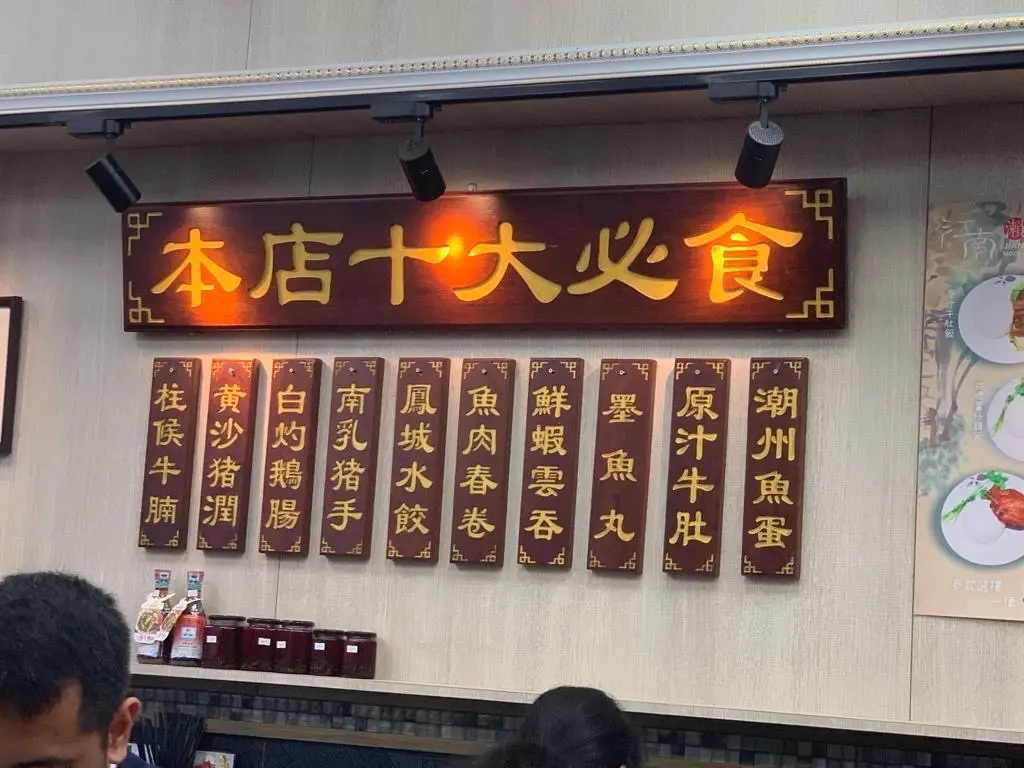 本店十大必食
柱侯牛腩
黄沙猪潤
白灼鵝腸
南乳猪手
鳳城水餃
魚肉春卷
鮮蝦雲吞
墨魚丸
原汁牛肚
潮州魚蛋
江南